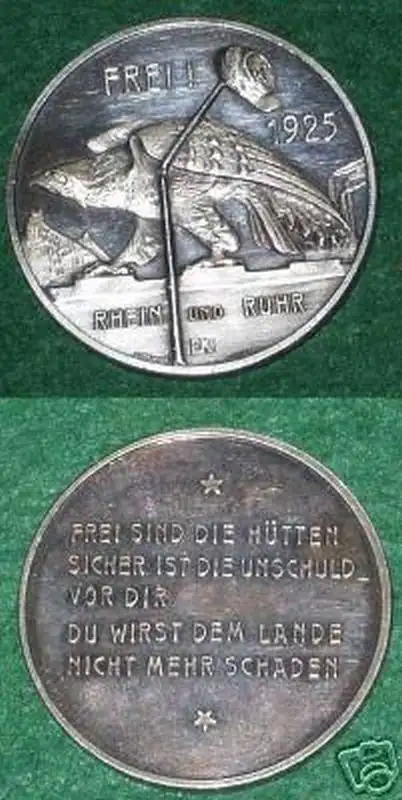 FREI!
1925
RHEIN UND RUHR
FREI SIND DIE HÜTTEN
SICHER IST DIE UNSCHULD
VOR DIR
DU WIRST DEM LANDE
NICHT MEHR SCHADEN